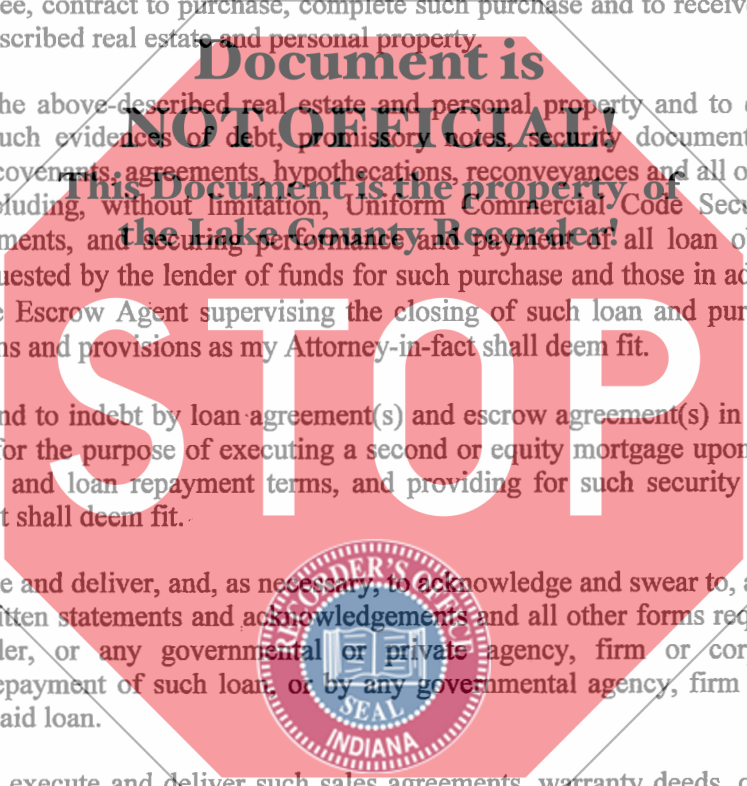 ee, contract to purchase, complete such purchase and to receive
scribed real estate and personal property
Document is
he above-described real estate and personal property and to
NOT OFFICIAL!
uch evidences of debt, promissory notes, security document
covenants, agreements, hypothecations, reconveyances and all o
This Document is the property of
cluding, without limitation, Uniform Commercial Code Secu
the Lake County Recorder!
ments, and securing performance and payment of all loan o
uested by the lender of funds for such purchase and those in ad
e Escrow Agent supervising the closing of such loan and pur
ns and provisions as my Attorney-in-fact shall deem fit.
STOP
nd to indebt by loan agreement(s) and escrow agreement(s) in
for the purpose of executing a second or equity mortgage upon
and loan repayment terms, and providing for such security
t shall deem fit.
RECORDER'S OFFICE
e and deliver, and, as necessary, to acknowledge and swear to, a
itten statements and acknowledgements and all other forms req
ler, or any governmental or private agency, firm or cor
epayment of such loan, or by any governmental agency, firm
SEAL
aid loan.
INDIANA
execute and deliver such sales agreements, warranty deeds,